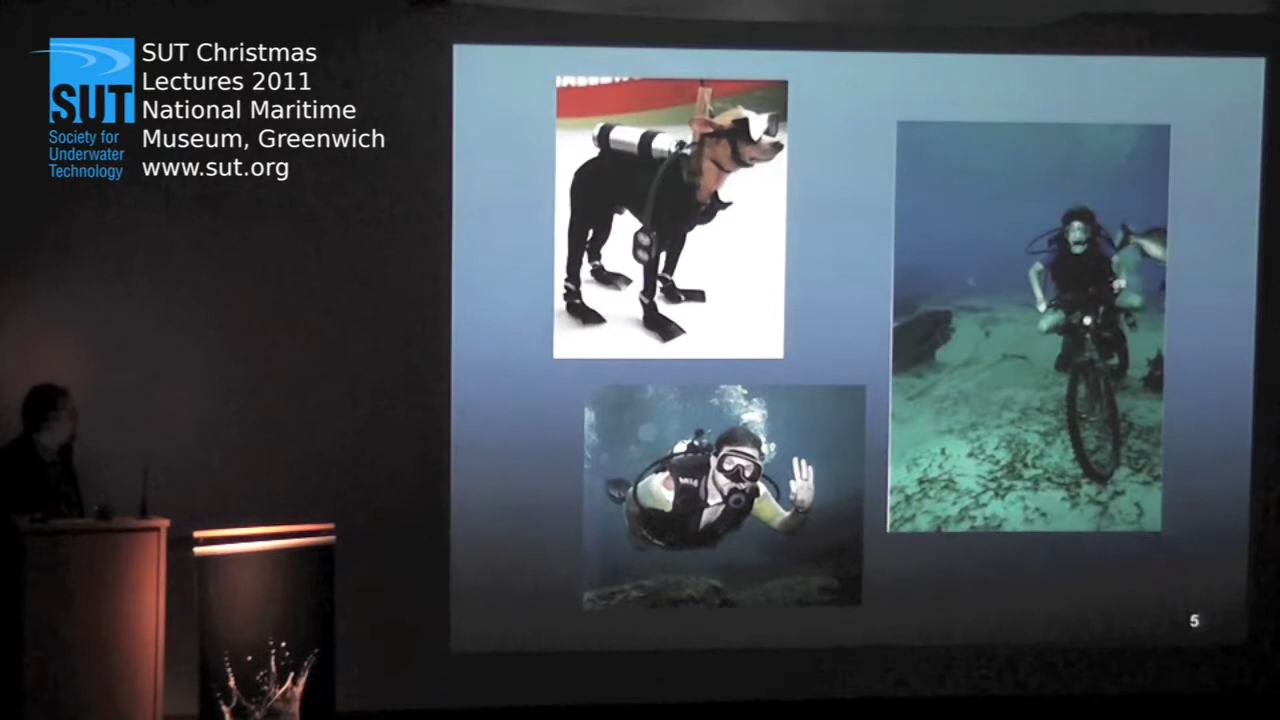 SUT
Society for
Underwater
Technology
SUT Christmas
Lectures 2011
National Maritime
Museum, Greenwich
www.sut.org
5